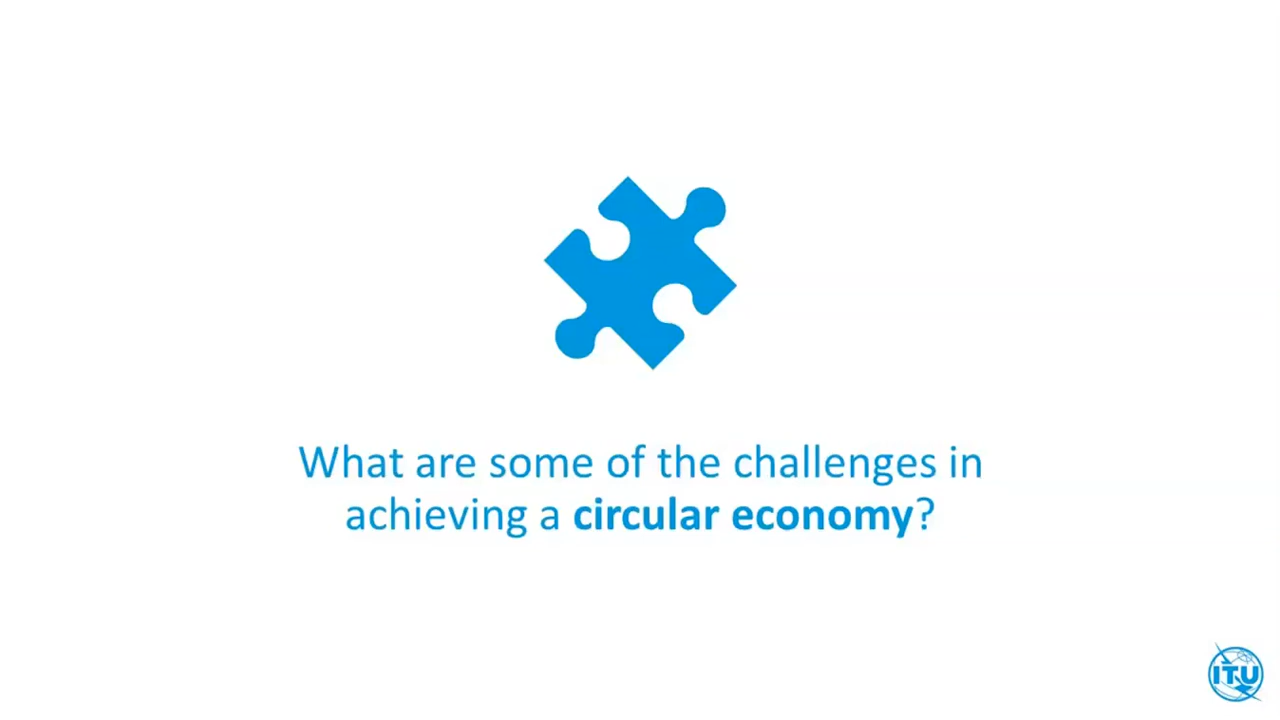 What are some of the challenges in
achieving a circular economy?
ITU